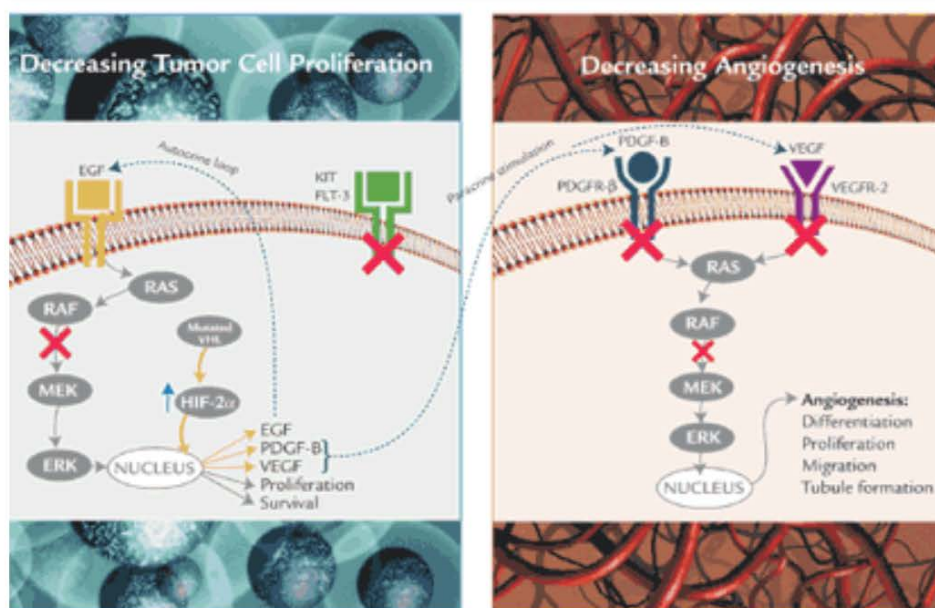 Decreasing Tumor Cell Proliferation
EGF
Autocrine loop
KIT
FLT-3
RAS
RAF
Mutated
VHL
MEK
HIF-2α
ERK
NUCLEUS
EGF
PDGF-B
VEGF
Proliferation
Survival
Paracrine stimulation
Decreasing Angiogenesis
PDGF-B
VEGF
PDGFR-β
VEGFR-2
RAS
RAF
MEK
ERK
NUCLEUS
Angiogenesis:
Differentiation
Proliferation
Migration
Tubule formation